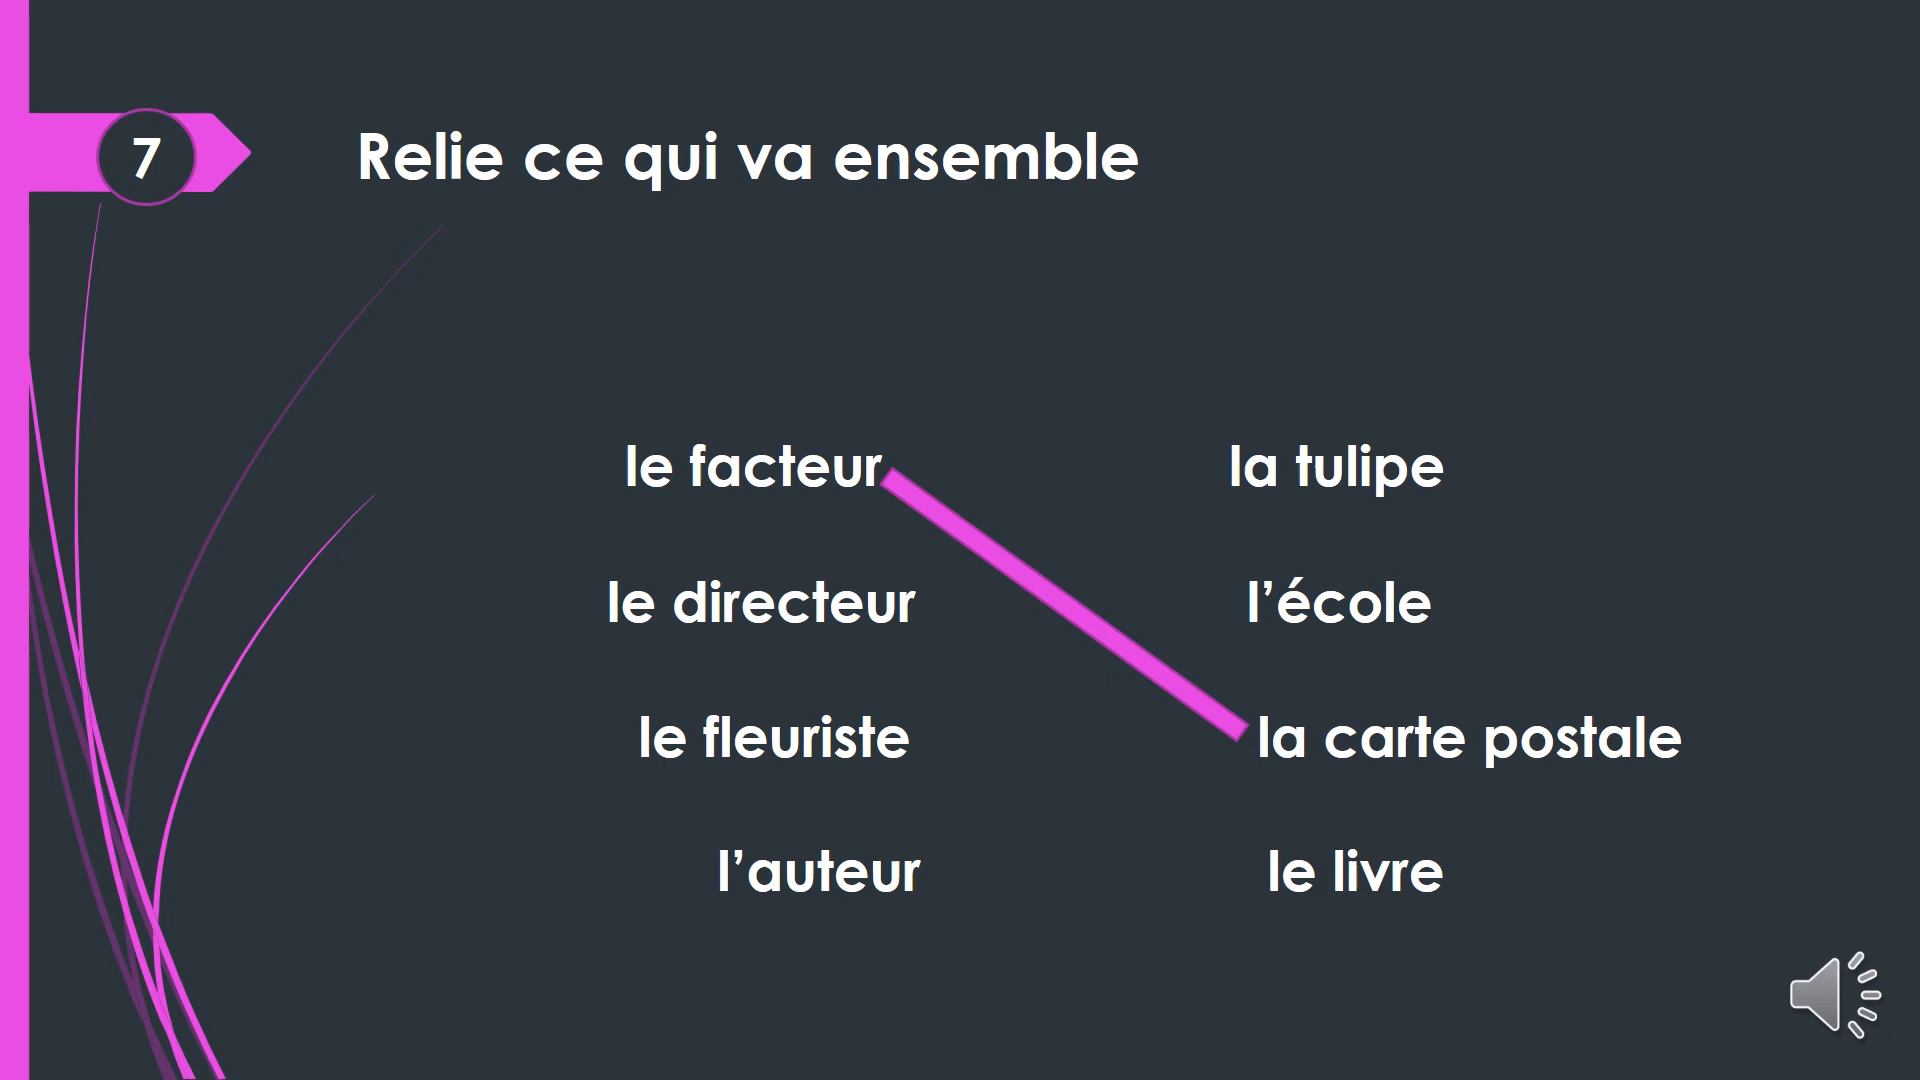 7
Relie ce qui va ensemble
le facteur la tulipe
le directeur l’école
le fleuriste la carte postale
l’auteur le livre